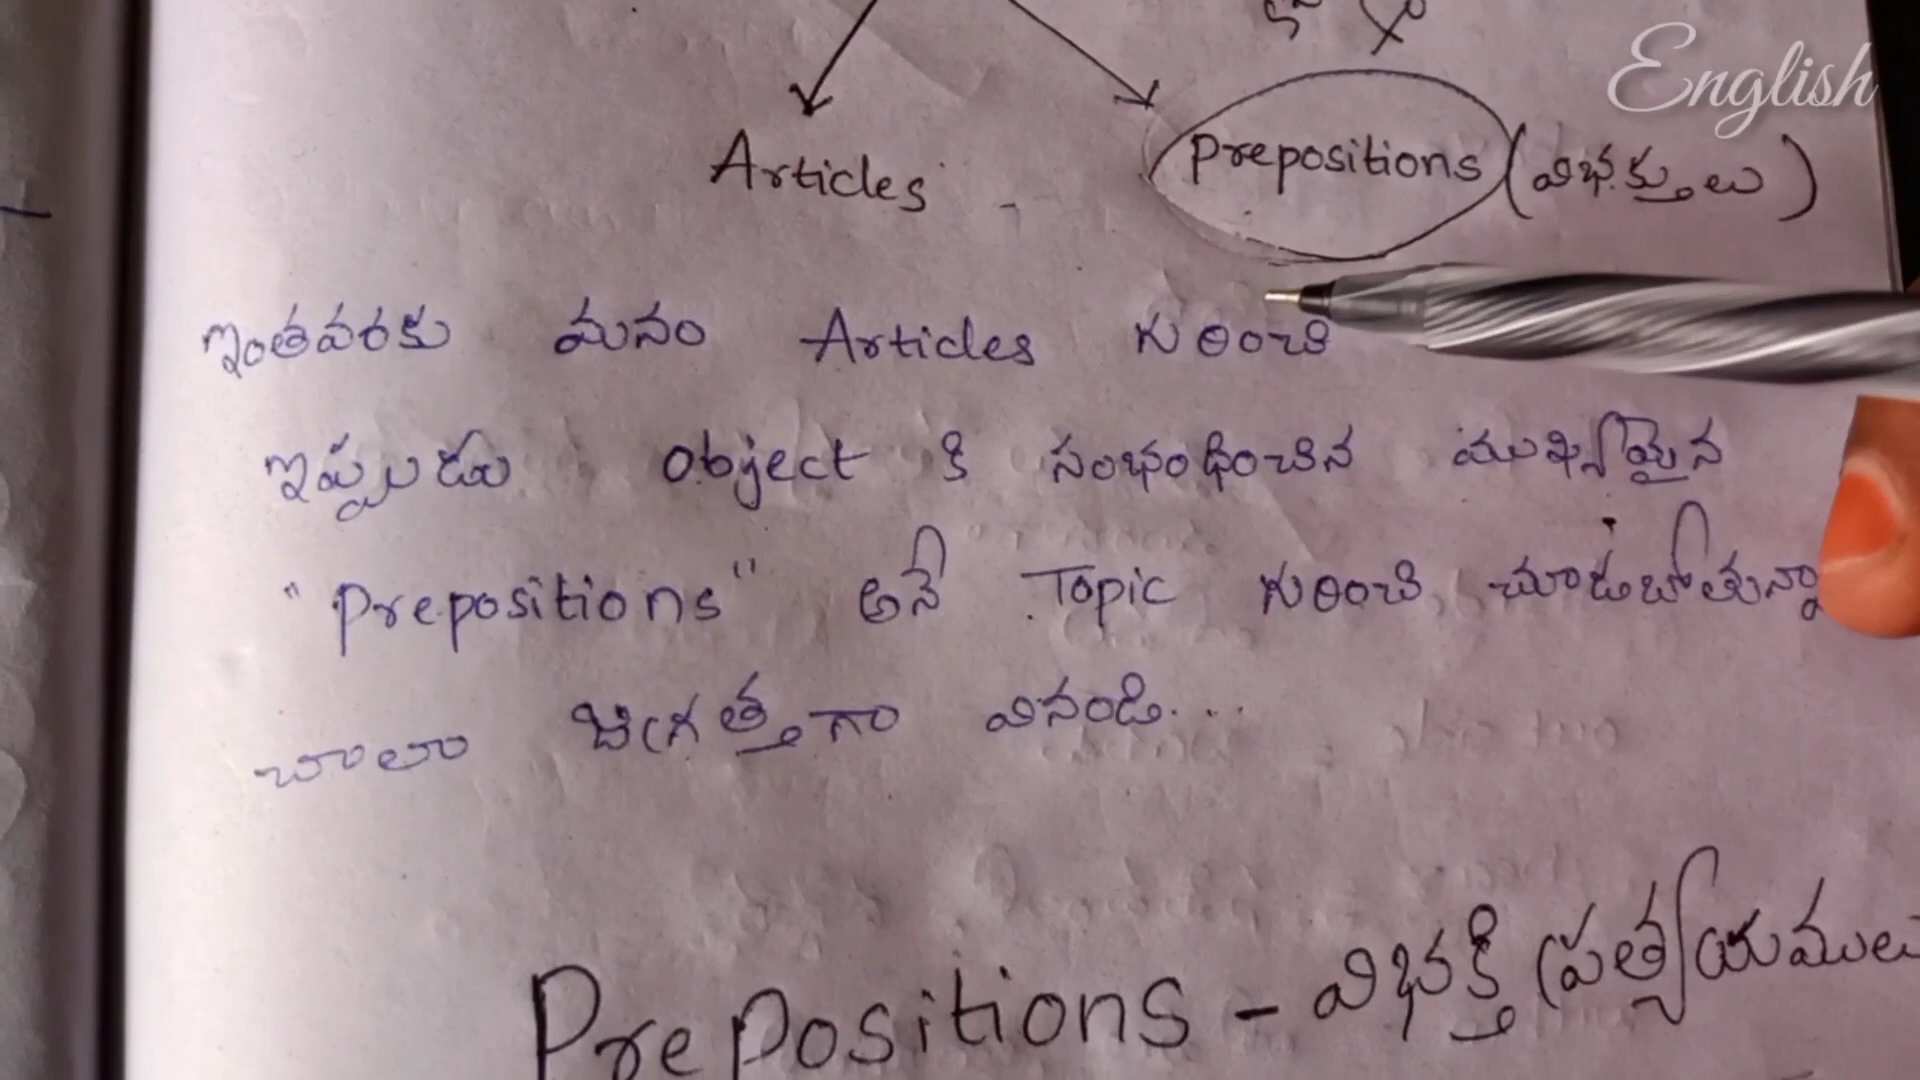 English
Articles Prepositions (విభక్తులు)
ఇంతవరకు మనం Articles గురించి
ఇప్పుడు object కి సంభంధించిన ముఖ్యమైన
"Prepositions" అనే Topic గురించి చూడబోతున్నా
చాలా జాగ్రత్తగా వినండి...
Prepositions - విభక్తి ప్రత్యయములు